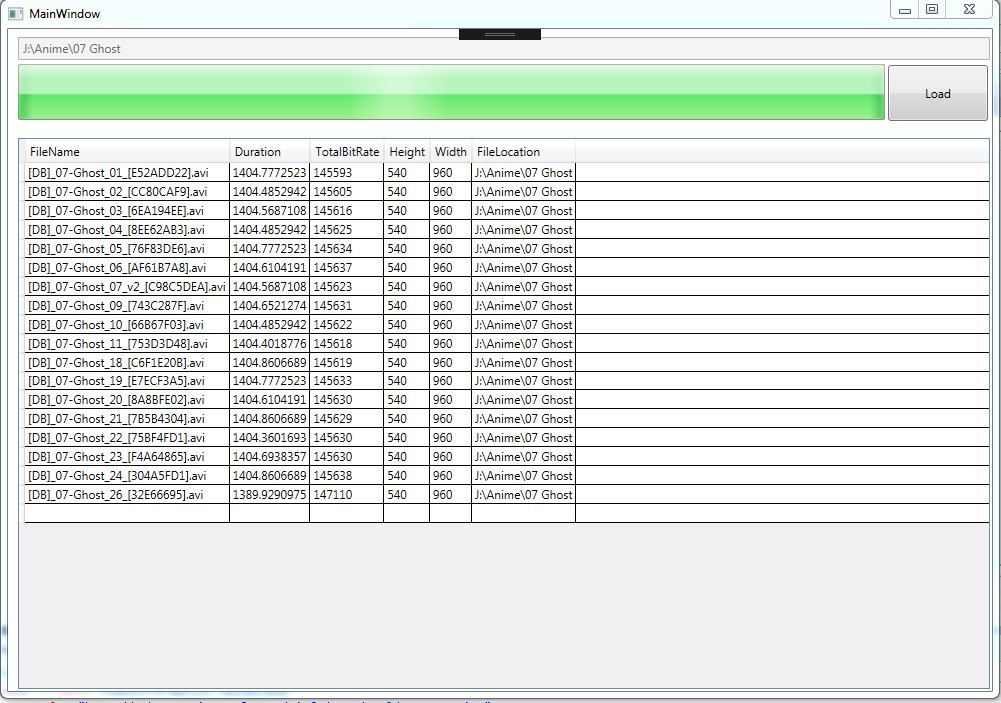 MainWindow
J:\Anime\07 Ghost
Load
FileName Duration TotalBitRate Height Width FileLocation
[DB]_07-Ghost_01_[E52ADD22].avi 1404.7772523 145593 540 960 J:\Anime\07 Ghost
[DB]_07-Ghost_02_[CC80CAF9].avi 1404.4852942 145605 540 960 J:\Anime\07 Ghost
[DB]_07-Ghost_03_[6EA194EE].avi 1404.5687108 145616 540 960 J:\Anime\07 Ghost
[DB]_07-Ghost_04_[8EE62AB3].avi 1404.4852942 145625 540 960 J:\Anime\07 Ghost
[DB]_07-Ghost_05_[76F83DE6].avi 1404.7772523 145634 540 960 J:\Anime\07 Ghost
[DB]_07-Ghost_06_[AF61B7A8].avi 1404.6104191 145637 540 960 J:\Anime\07 Ghost
[DB]_07-Ghost_07_v2_[C98C5DEA].avi 1404.5687108 145623 540 960 J:\Anime\07 Ghost
[DB]_07-Ghost_09_[743C287F].avi 1404.6521274 145631 540 960 J:\Anime\07 Ghost
[DB]_07-Ghost_10_[66B67F03].avi 1404.4852942 145622 540 960 J:\Anime\07 Ghost
[DB]_07-Ghost_11_[753D3D48].avi 1404.4018776 145618 540 960 J:\Anime\07 Ghost
[DB]_07-Ghost_18_[C6F1E20B].avi 1404.8606689 145619 540 960 J:\Anime\07 Ghost
[DB]_07-Ghost_19_[E7ECF3A5].avi 1404.7772523 145633 540 960 J:\Anime\07 Ghost
[DB]_07-Ghost_20_[8A8BFE02].avi 1404.6104191 145630 540 960 J:\Anime\07 Ghost
[DB]_07-Ghost_21_[7B5B4304].avi 1404.8606689 145629 540 960 J:\Anime\07 Ghost
[DB]_07-Ghost_22_[75BF4FD1].avi 1404.3601693 145630 540 960 J:\Anime\07 Ghost
[DB]_07-Ghost_23_[F4A64865].avi 1404.6938357 145630 540 960 J:\Anime\07 Ghost
[DB]_07-Ghost_24_[304A5FD1].avi 1404.8606689 145638 540 960 J:\Anime\07 Ghost
[DB]_07-Ghost_26_[32E66695].avi 1389.9290975 147110 540 960 J:\Anime\07 Ghost